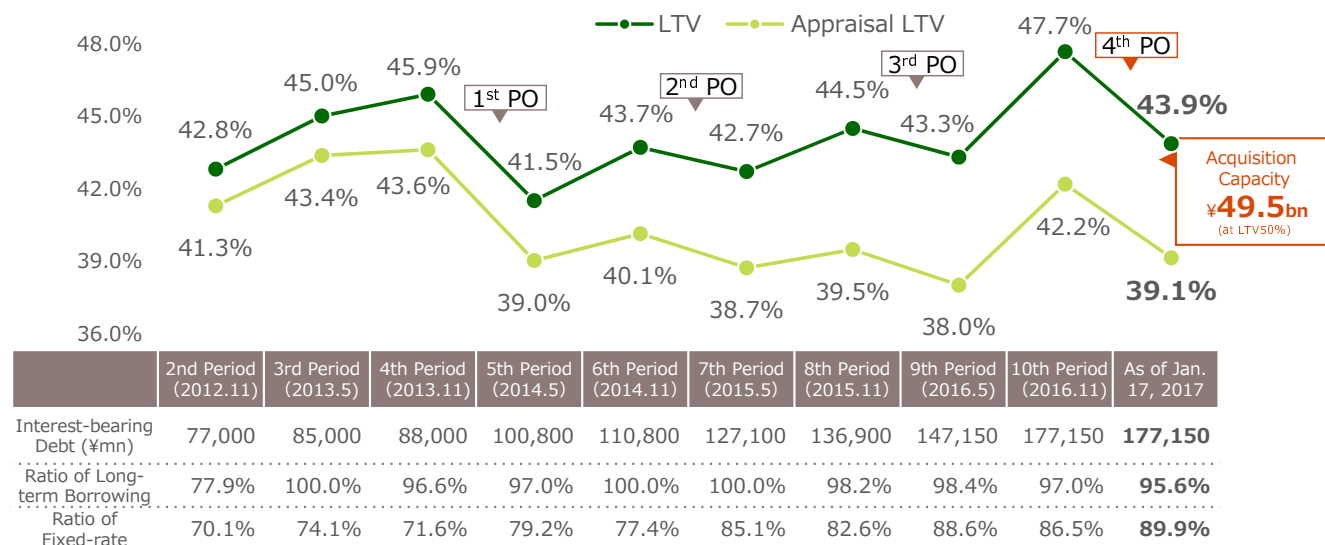 LTV Appraisal LTV
48.0%
45.0%
42.0%
39.0%
36.0%
42.8%
45.0%
45.9%
41.5%
43.7%
42.7%
44.5%
43.3%
47.7%
43.9%
41.3%
43.4%
43.6%
39.0%
40.1%
38.7%
39.5%
38.0%
42.2%
39.1%
1st PO
2nd PO
3rd PO
4th PO
Acquisition
Capacity
¥49.5bn
(at LTV50%)
2nd Period 3rd Period 4th Period 5th Period 6th Period 7th Period 8th Period 9th Period 10th Period As of Jan.
(2012.11) (2013.5) (2013.11) (2014.5) (2014.11) (2015.5) (2015.11) (2016.5) (2016.11) 17, 2017
Interest-bearing
Debt (¥mn) 77,000 85,000 88,000 100,800 110,800 127,100 136,900 147,150 177,150 177,150
Ratio of Long-
term Borrowing 77.9% 100.0% 96.6% 97.0% 100.0% 100.0% 98.2% 98.4% 97.0% 95.6%
Ratio of
Fixed-rate 70.1% 74.1% 71.6% 79.2% 77.4% 85.1% 82.6% 88.6% 86.5% 89.9%